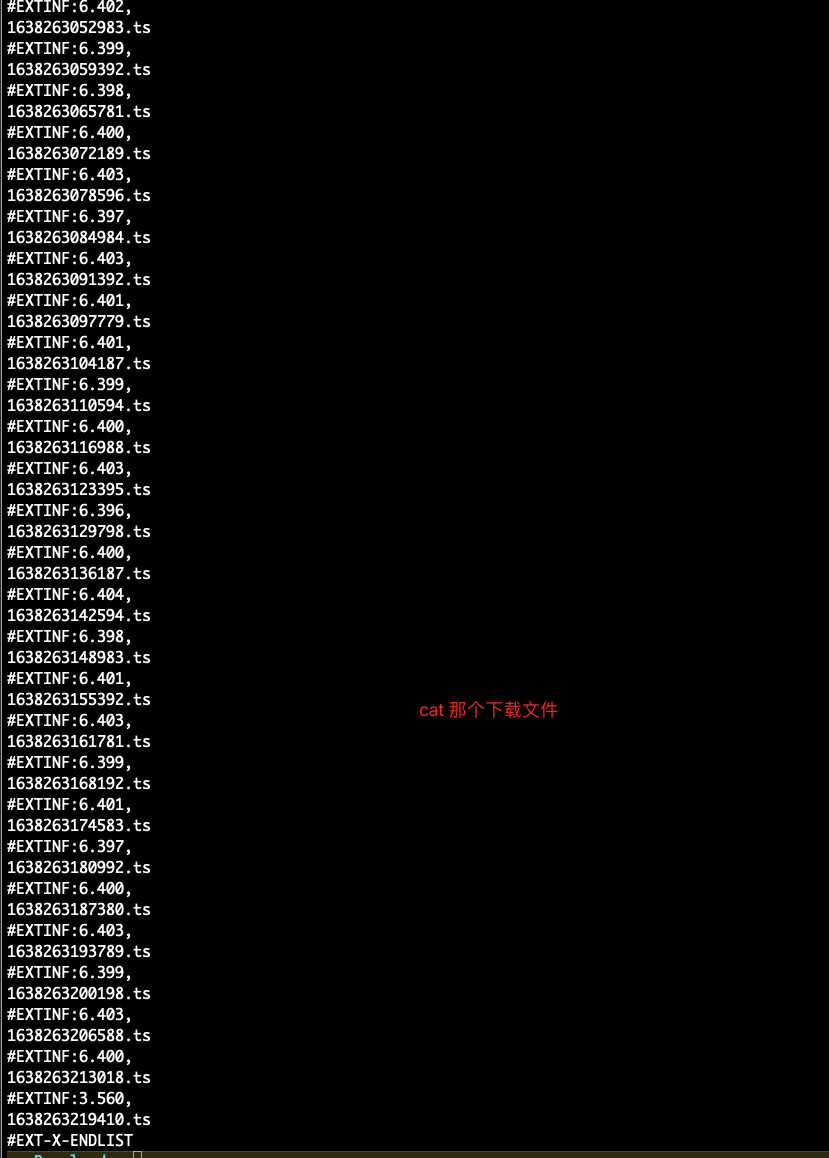 #EXTINF:6.402,
1638263052983.ts
#EXTINF:6.399,
1638263059392.ts
#EXTINF:6.398,
1638263065781.ts
#EXTINF:6.400,
1638263072189.ts
#EXTINF:6.403,
1638263078596.ts
#EXTINF:6.397,
1638263084984.ts
#EXTINF:6.403,
1638263091392.ts
#EXTINF:6.401,
1638263097779.ts
#EXTINF:6.401,
1638263104187.ts
#EXTINF:6.399,
1638263110594.ts
#EXTINF:6.400,
1638263116988.ts
#EXTINF:6.403,
1638263123395.ts
#EXTINF:6.396,
1638263129798.ts
#EXTINF:6.400,
1638263136187.ts
#EXTINF:6.404,
1638263142594.ts
#EXTINF:6.398,
1638263148983.ts
#EXTINF:6.401,
1638263155392.ts
cat 那个下载文件
#EXTINF:6.403,
1638263161781.ts
#EXTINF:6.399,
1638263168192.ts
#EXTINF:6.401,
1638263174583.ts
#EXTINF:6.397,
1638263180992.ts
#EXTINF:6.400,
1638263187380.ts
#EXTINF:6.403,
1638263193789.ts
#EXTINF:6.399,
1638263200198.ts
#EXTINF:6.403,
1638263206588.ts
#EXTINF:6.400,
1638263213018.ts
#EXTINF:3.560,
1638263219410.ts
#EXT-X-ENDLIST